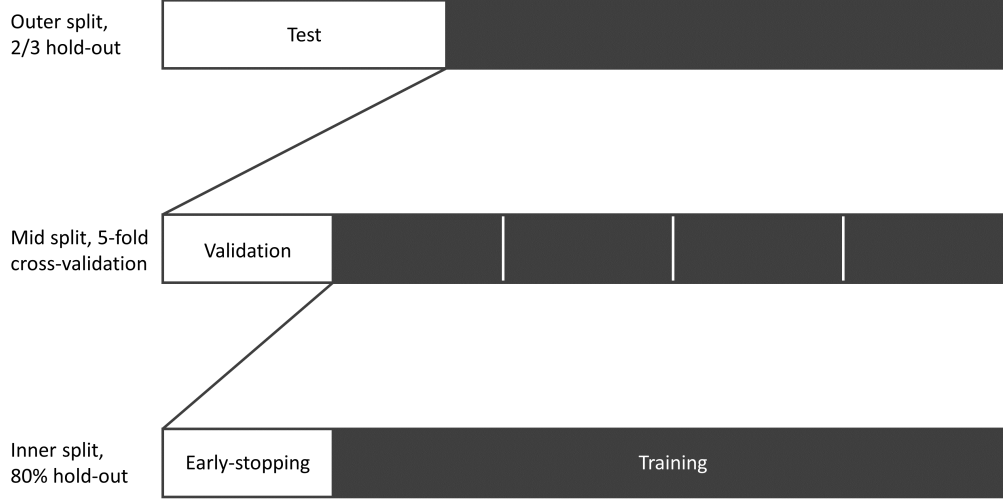 Outer split,
2/3 hold-out
Test
Mid split, 5-fold
cross-validation
Validation
Inner split,
80% hold-out
Early-stopping
Training